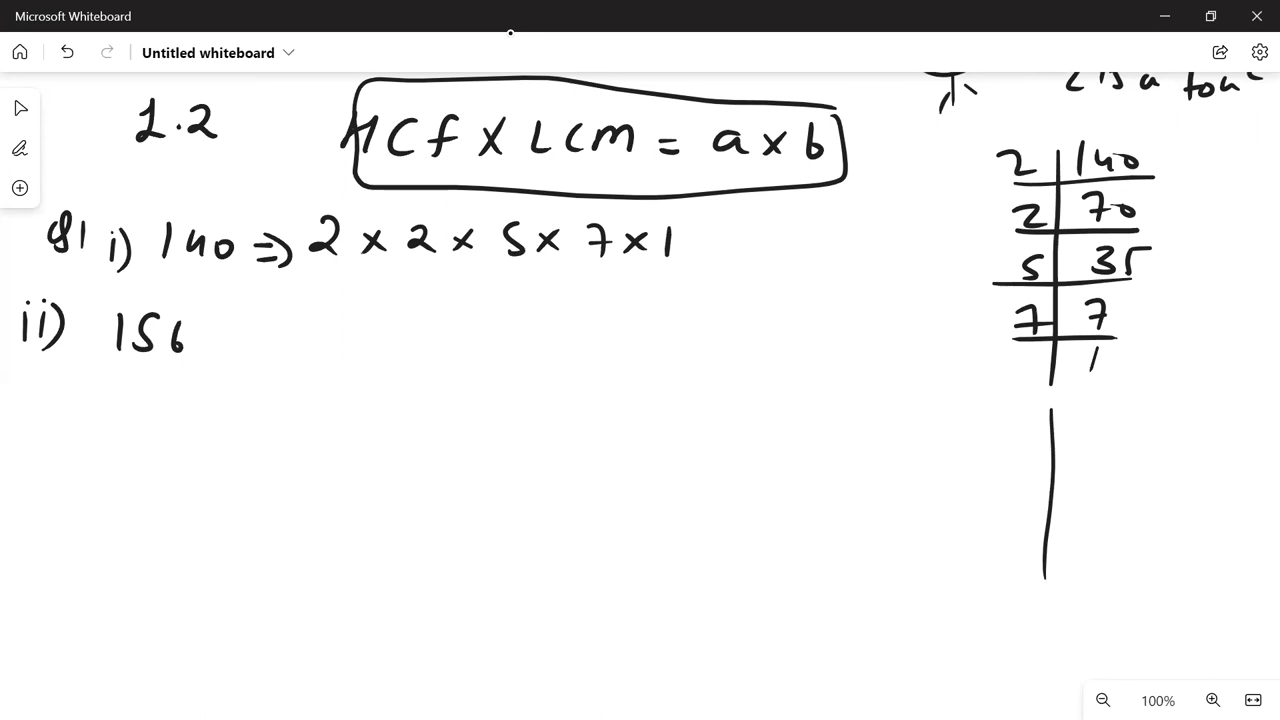 Microsoft Whiteboard
Untitled whiteboard
1.2
HCf X LCM = a x b
Q1 i) 140 => 2 x 2 x 5 x 7 x 1
ii) 156
2 | 140
2 | 70
5 | 35
7 | 7
1
100%